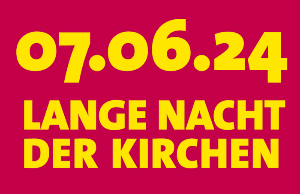 07.06.24
LANGE NACHT
DER KIRCHEN